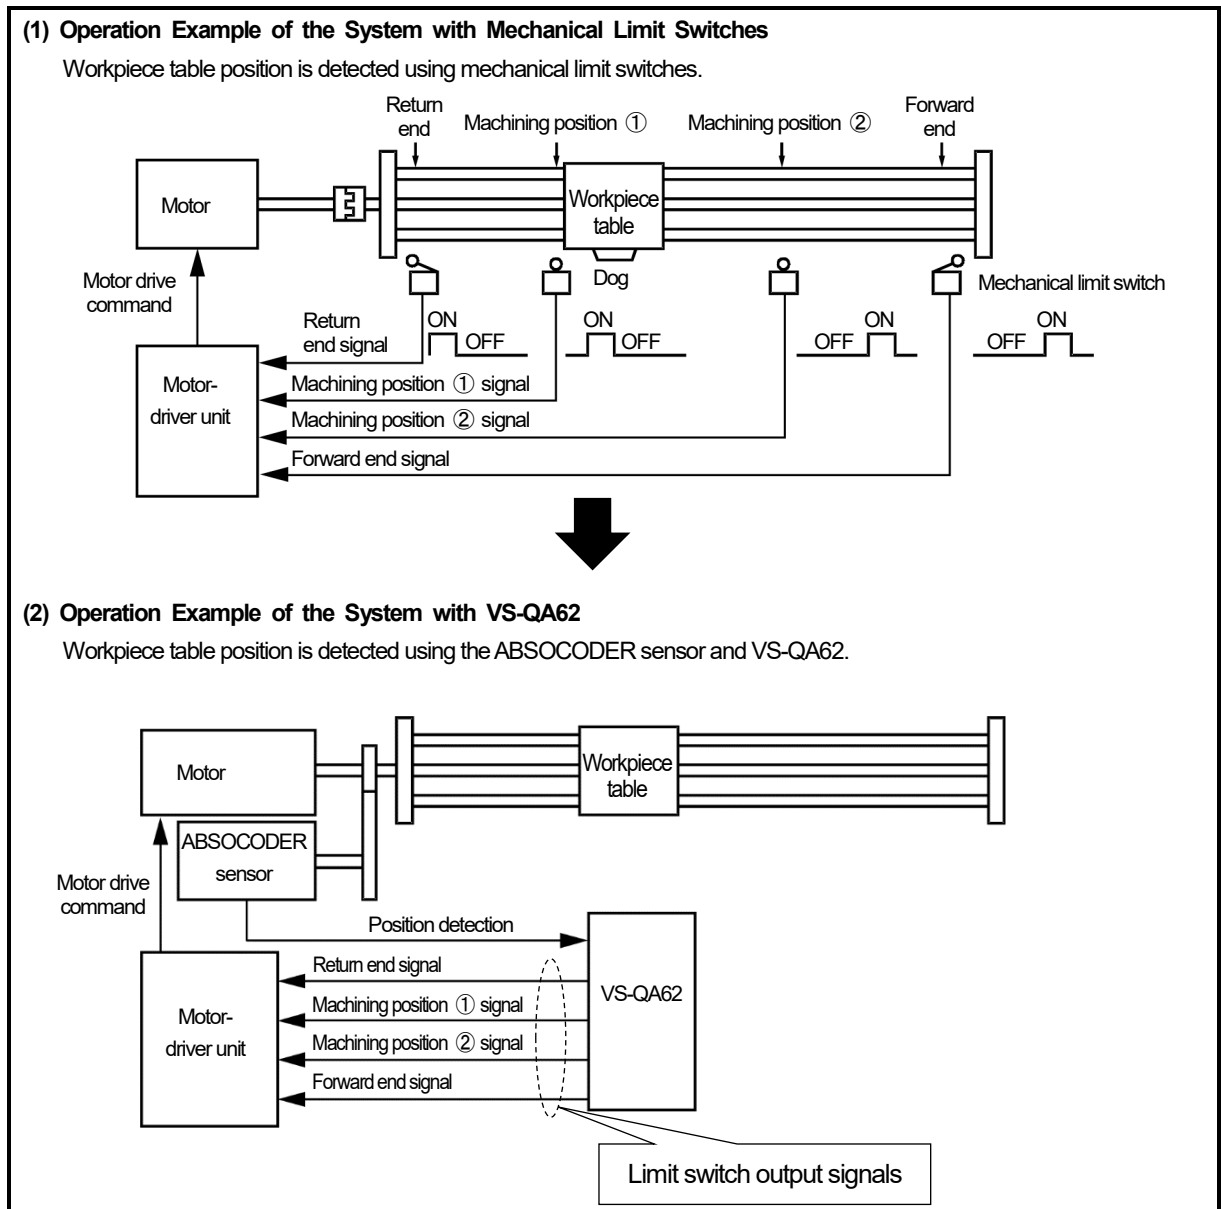 (1) Operation Example of the System with Mechanical Limit Switches
Workpiece table position is detected using mechanical limit switches.
Return
end
Machining position ①
Machining position ②
Forward
end
Motor
Workpiece
table
Dog
Motor drive
command
Mechanical limit switch
Return
end signal
ON
OFF
ON
OFF
OFF
ON
OFF
ON
Motor-
driver unit
Machining position ① signal
Machining position ② signal
Forward end signal
(2) Operation Example of the System with VS-QA62
Workpiece table position is detected using the ABSOCODER sensor and VS-QA62.
Motor
Workpiece
table
ABSOCODER
sensor
Motor drive
command
Position detection
Return end signal
Machining position ① signal
Machining position ② signal
Forward end signal
Motor-
driver unit
VS-QA62
Limit switch output signals